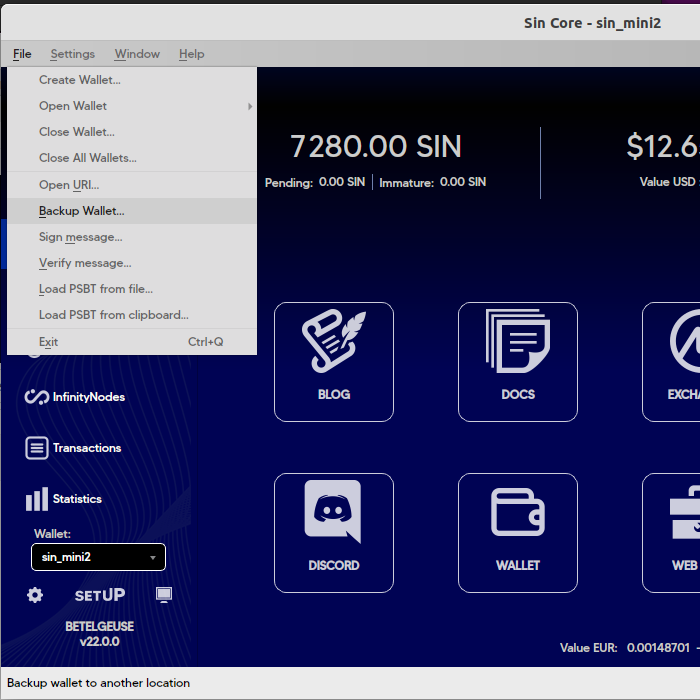 Sin Core - sin_mini2
File Settings Window Help
Create Wallet...
Open Wallet
Close Wallet...
Close All Wallets...
Open URI...
Backup Wallet...
Sign message...
Verify message...
Load PSBT from file...
Load PSBT from clipboard...
Exit Ctrl+Q
7280.00 SIN
Pending: 0.00 SIN Immature: 0.00 SIN
$12.6
Value USD
BLOG
DOCS
EXCHA
DISCORD
WALLET
WEB
InfinityNodes
Transactions
Statistics
Wallet:
sin_mini2
SETUP
BETELGEUSE
v22.0.0
Value EUR: 0.00148701 -
Backup wallet to another location